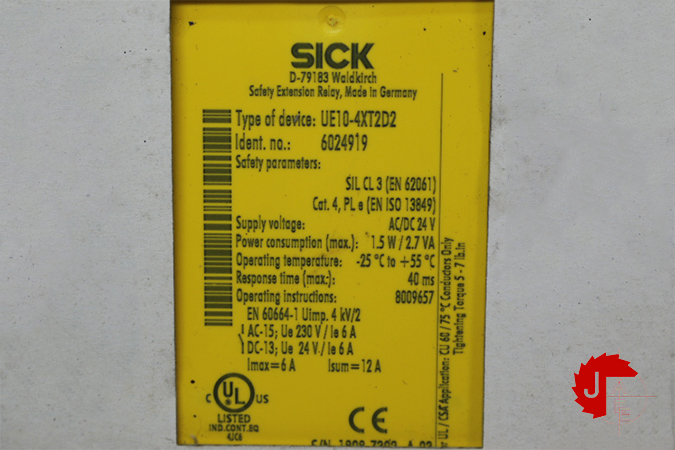 SICK
D-79183 Waldkirch
Safety Extension Relay, Made in Germany
Type of device: UE10-4XT2D2
Ident. no.: 6024919
Safety parameters:
SIL CL 3 (EN 62061)
Cat. 4, PL e (EN ISO 13849)
Supply voltage: AC/DC 24 V
Power consumption (max.): 1.5 W / 2.7 VA
Operating temperature: -25 °C to +55 °C
Response time (max.): 40 ms
Operating instructions: 8009657
EN 60664-1 Uimp. 4 kV/2
AC-15; Ue 230 V / Ie 6 A
DC-13; Ue 24 V / Ie 6 A
Imax=6 A Isum=12 A
C UL US
LISTED
IND.CONT.EQ
4JC6
CE
UL / CSA Application: CU 60 / 75 °C Conductors Only
Tightening Torque 5 - 7 lb.in
J